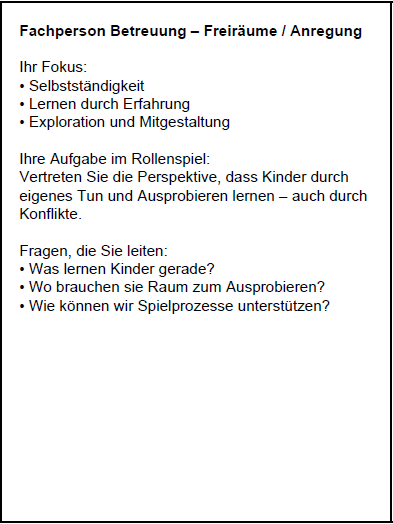 Fachperson Betreuung – Freiräume / Anregung
Ihr Fokus:
• Selbstständigkeit
• Lernen durch Erfahrung
• Exploration und Mitgestaltung
Ihre Aufgabe im Rollenspiel:
Vertreten Sie die Perspektive, dass Kinder durch
eigenes Tun und Ausprobieren lernen – auch durch
Konflikte.
Fragen, die Sie leiten:
• Was lernen Kinder gerade?
• Wo brauchen sie Raum zum Ausprobieren?
• Wie können wir Spielprozesse unterstützen?